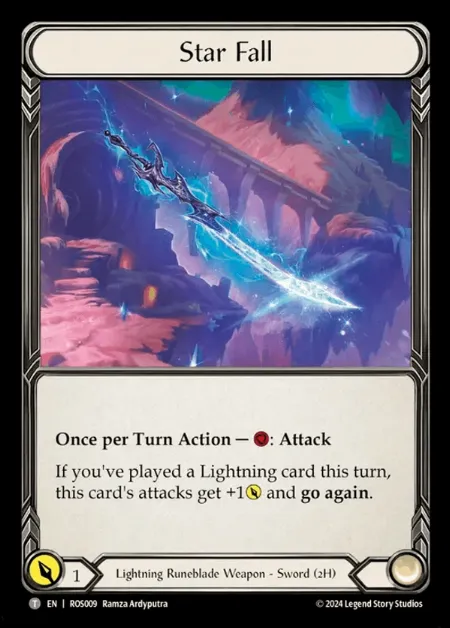 Star Fall
Once per Turn Action — : Attack
If you've played a Lightning card this turn,
this card's attacks get +1 and go again.
1
Lightning Runeblade Weapon - Sword (2H)
T EN | ROS009 Ramza Ardyputra
© 2024 Legend Story Studios